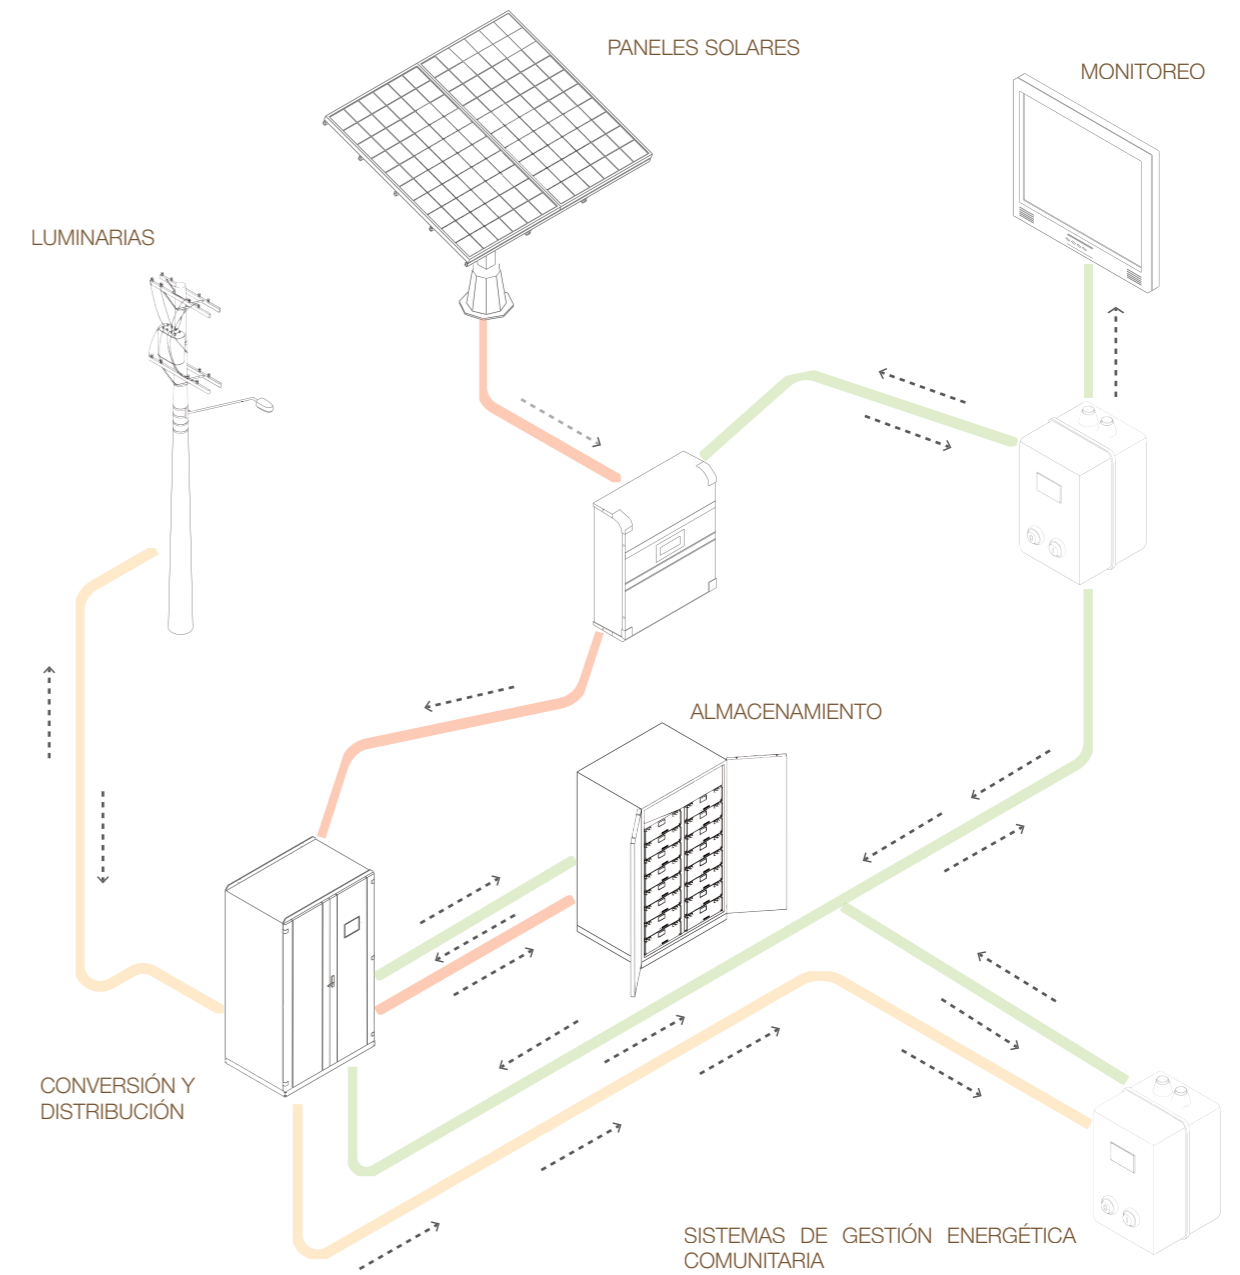 PANELES SOLARES
MONITOREO
LUMINARIAS
ALMACENAMIENTO
CONVERSIÓN Y
DISTRIBUCIÓN
SISTEMAS DE GESTIÓN ENERGÉTICA
COMUNITARIA